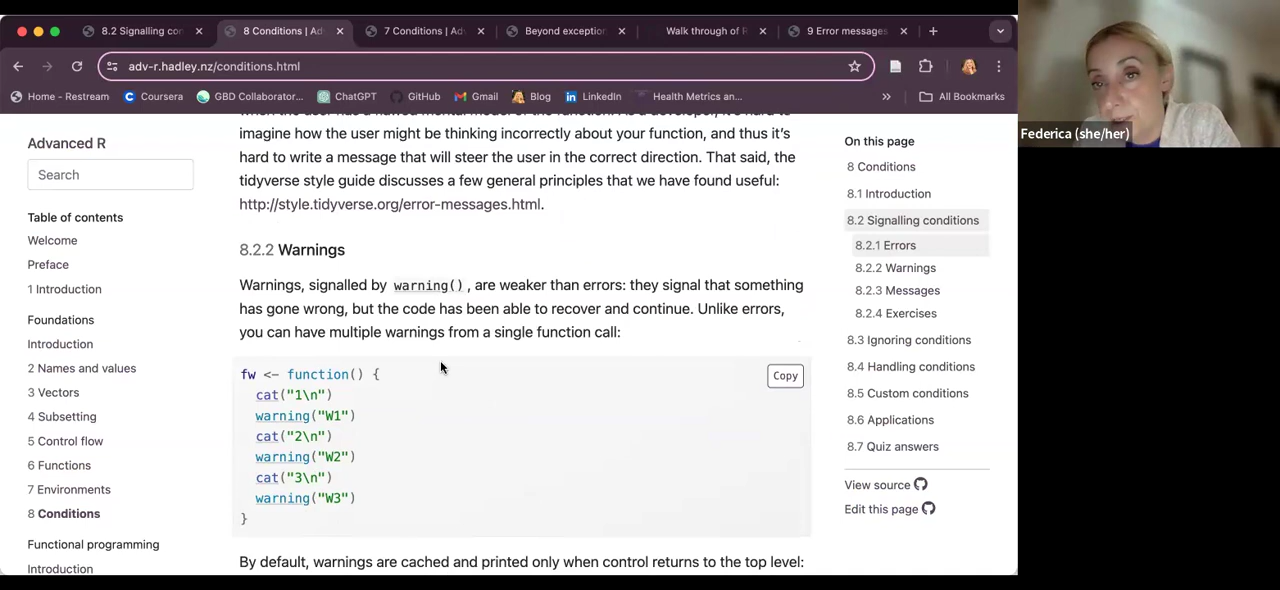 8.2 Signalling con
8 Conditions | Adv
7 Conditions | Adv
Beyond exception
Walk through of R
9 Error messages
adv-r.hadley.nz/conditions.html
Home - Restream
Coursera
GBD Collaborator...
ChatGPT
GitHub
Gmail
Blog
LinkedIn
Health Metrics an...
»
All Bookmarks
Advanced R
Search
Table of contents
Welcome
Preface
1 Introduction
Foundations
Introduction
2 Names and values
3 Vectors
4 Subsetting
5 Control flow
6 Functions
7 Environments
8 Conditions
Functional programming
Introduction
imagine how the user might be thinking incorrectly about your function, and thus it's
hard to write a message that will steer the user in the correct direction. That said, the
tidyverse style guide discusses a few general principles that we have found useful:
http://style.tidyverse.org/error-messages.html.
8.2.2 Warnings
Warnings, signalled by warning(), are weaker than errors: they signal that something
has gone wrong, but the code has been able to recover and continue. Unlike errors,
you can have multiple warnings from a single function call:
fw <- function() {
  cat("1\n")
  warning("W1")
  cat("2\n")
  warning("W2")
  cat("3\n")
  warning("W3")
}
Copy
By default, warnings are cached and printed only when control returns to the top level:
On this page
8 Conditions
8.1 Introduction
8.2 Signalling conditions
8.2.1 Errors
8.2.2 Warnings
8.2.3 Messages
8.2.4 Exercises
8.3 Ignoring conditions
8.4 Handling conditions
8.5 Custom conditions
8.6 Applications
8.7 Quiz answers
View source
Edit this page
Federica (she/her)